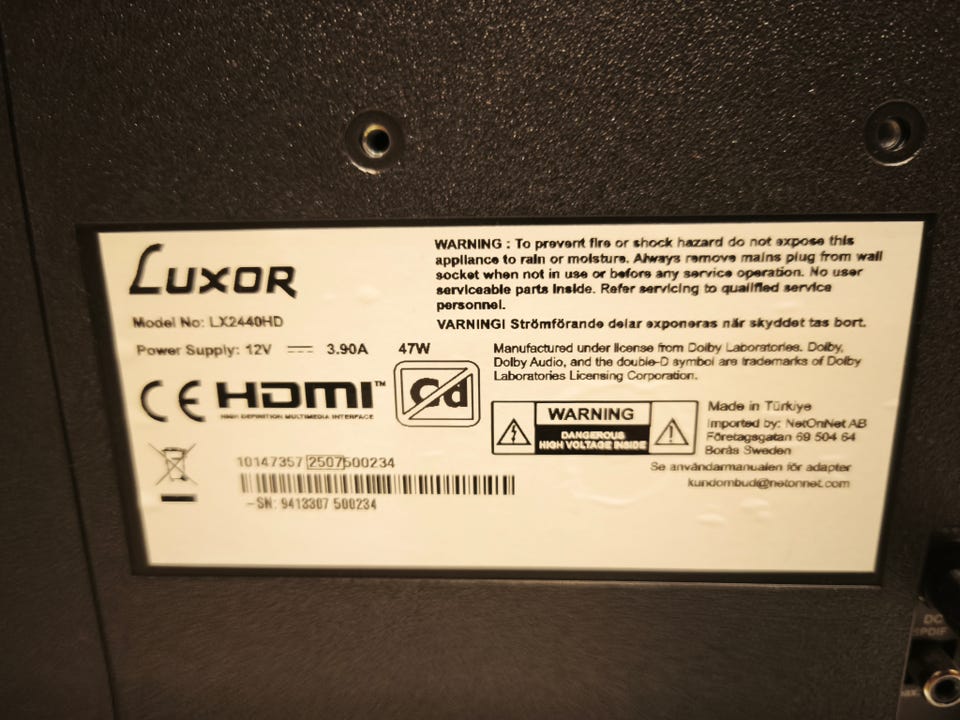 LUXOR
Model No: LX2440HD
Power Supply: 12V 3.90A 47W
CE HDMI™
HIGH DEFINITION MULTIMEDIA INTERFACE
Cd
10147357 2507500234
SN: 9413307 500234
WARNING : To prevent fire or shock hazard do not expose this
appliance to rain or moisture. Always remove mains plug from wall
socket when not in use or before any service operation. No user
serviceable parts inside. Refer servicing to qualified service
personnel.
VARNING! Strömförande delar exponeras när skyddet tas bort.
Manufactured under license from Dolby Laboratories. Dolby,
Dolby Audio, and the double-D symbol are trademarks of Dolby
Laboratories Licensing Corporation.
WARNING
DANGEROUS
HIGH VOLTAGE INSIDE
Made in Türkiye
Imported by: NetOnNet AB
Företagsgatan 69 504 64
Borås Sweden
Se användarmanualen för adapter
kundombud@netonnet.com
DC
SPDIF